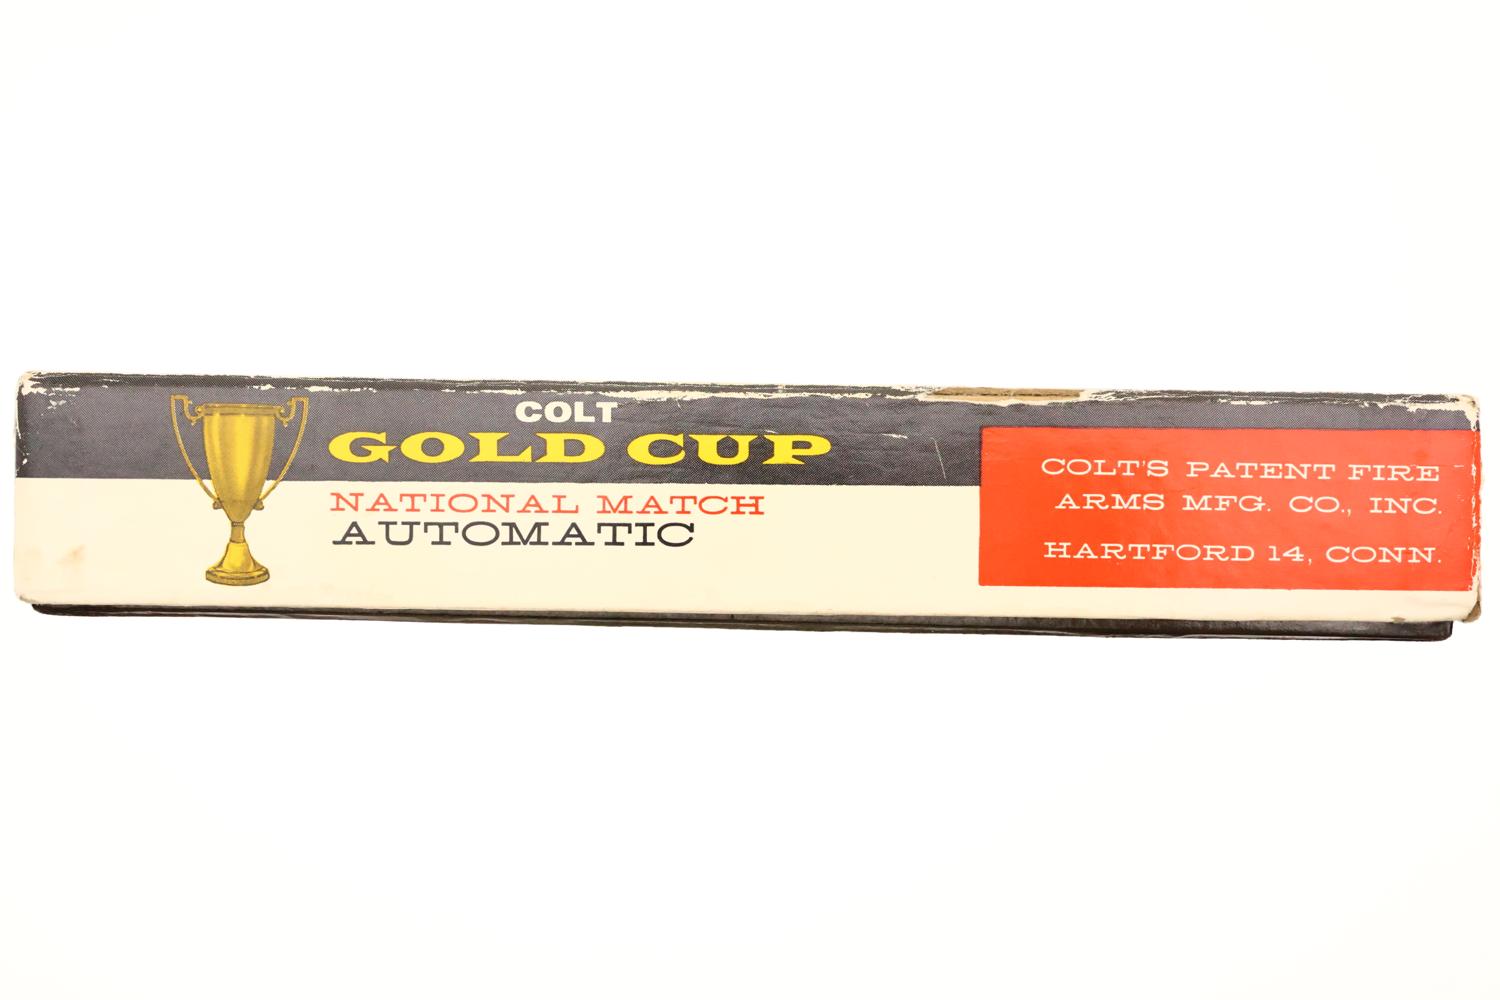 COLT
GOLD CUP
NATIONAL MATCH
AUTOMATIC
COLT'S PATENT FIRE
ARMS MFG. CO., INC.
HARTFORD 14, CONN.